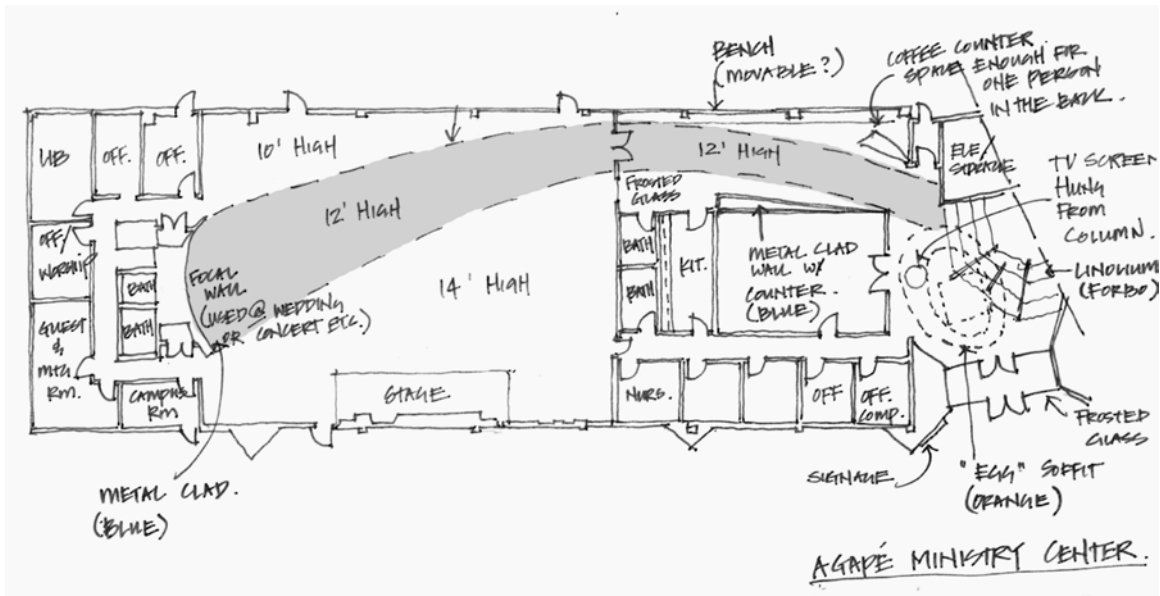 BENCH
(MOVABLE?)
COFFEE COUNTER.
SPACE ENOUGH FOR
ONE PERSON
IN THE BACK.
LIB
OFF.
OFF.
10' HIGH
12' HIGH
ELE/
STORAGE
TV SCREEN
HUNG
FROM
COLUMN.
12' HIGH
FROSTED
GLASS
OFF/
WORSHIP
BATH
BATH
FOCAL
WALL
(USED @ WEDDING
OR CONCERT ETC.)
14' HIGH
BATH
BATH
KIT.
METAL CLAD
WALL W/
COUNTER.
(BLUE)
LINOLIUM
(FORBO)
GUEST
&
MTG
RM.
CAMPUS
RM
STAGE
NURS.
OFF
OFF.
COMP.
FROSTED
GLASS
SIGNAGE
"EGG" SOFFIT
(ORANGE)
METAL CLAD.
(BLUE)
AGAPÉ MINISTRY CENTER.